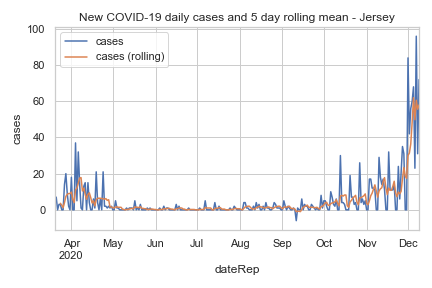 New COVID-19 daily cases and 5 day rolling mean - Jersey
cases
cases (rolling)
100
80
60
40
20
0
cases
Apr May Jun Jul Aug Sep Oct Nov Dec
2020
dateRep